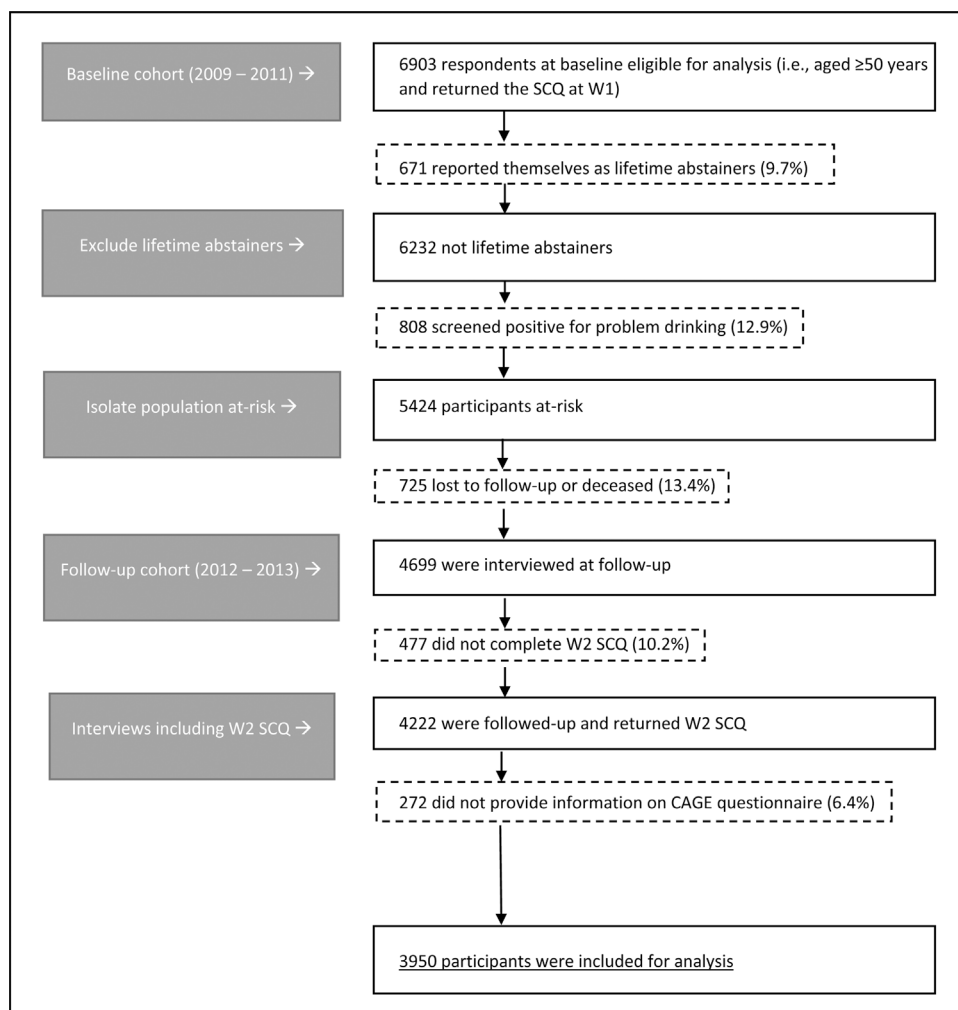 Baseline cohort (2009 – 2011) →
6903 respondents at baseline eligible for analysis (i.e., aged ≥50 years
and returned the SCQ at W1)
671 reported themselves as lifetime abstainers (9.7%)
Exclude lifetime abstainers →
6232 not lifetime abstainers
808 screened positive for problem drinking (12.9%)
Isolate population at-risk →
5424 participants at-risk
725 lost to follow-up or deceased (13.4%)
Follow-up cohort (2012 – 2013) →
4699 were interviewed at follow-up
477 did not complete W2 SCQ (10.2%)
Interviews including W2 SCQ →
4222 were followed-up and returned W2 SCQ
272 did not provide information on CAGE questionnaire (6.4%)
3950 participants were included for analysis